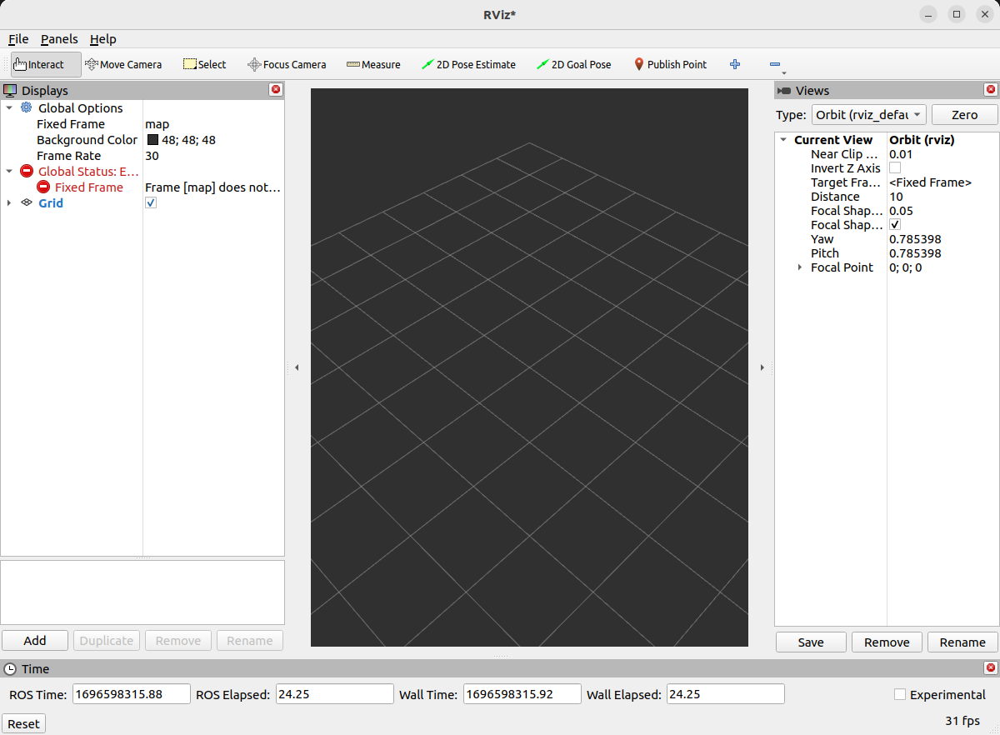 RViz*
File Panels Help
Interact Move Camera Select Focus Camera Measure 2D Pose Estimate 2D Goal Pose Publish Point
Displays
Global Options
Fixed Frame map
Background Color 48; 48; 48
Frame Rate 30
Global Status: E...
Fixed Frame Frame [map] does not...
Grid
Add Duplicate Remove Rename
Views
Type: Orbit (rviz_defau Zero
Current View Orbit (rviz)
Near Clip ... 0.01
Invert Z Axis
Target Fra... <Fixed Frame>
Distance 10
Focal Shap... 0.05
Focal Shap...
Yaw 0.785398
Pitch 0.785398
Focal Point 0; 0; 0
Save Remove Rename
Time
ROS Time: 1696598315.88 ROS Elapsed: 24.25 Wall Time: 1696598315.92 Wall Elapsed: 24.25 Experimental
Reset 31 fps